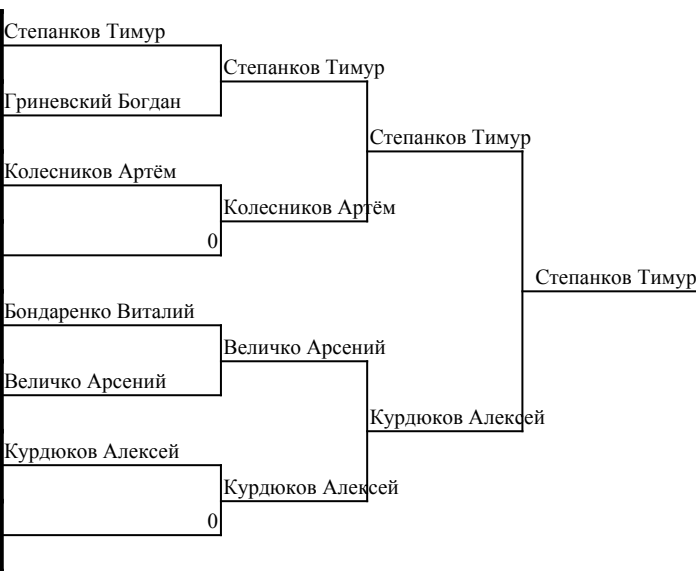 Степанков Тимур
Степанков Тимур
Гриневский Богдан
Степанков Тимур
Колесников Артём
Колесников Артём
0
Степанков Тимур
Бондаренко Виталий
Величко Арсений
Величко Арсений
Курдюков Алексей
Курдюков Алексей
Курдюков Алексей
0